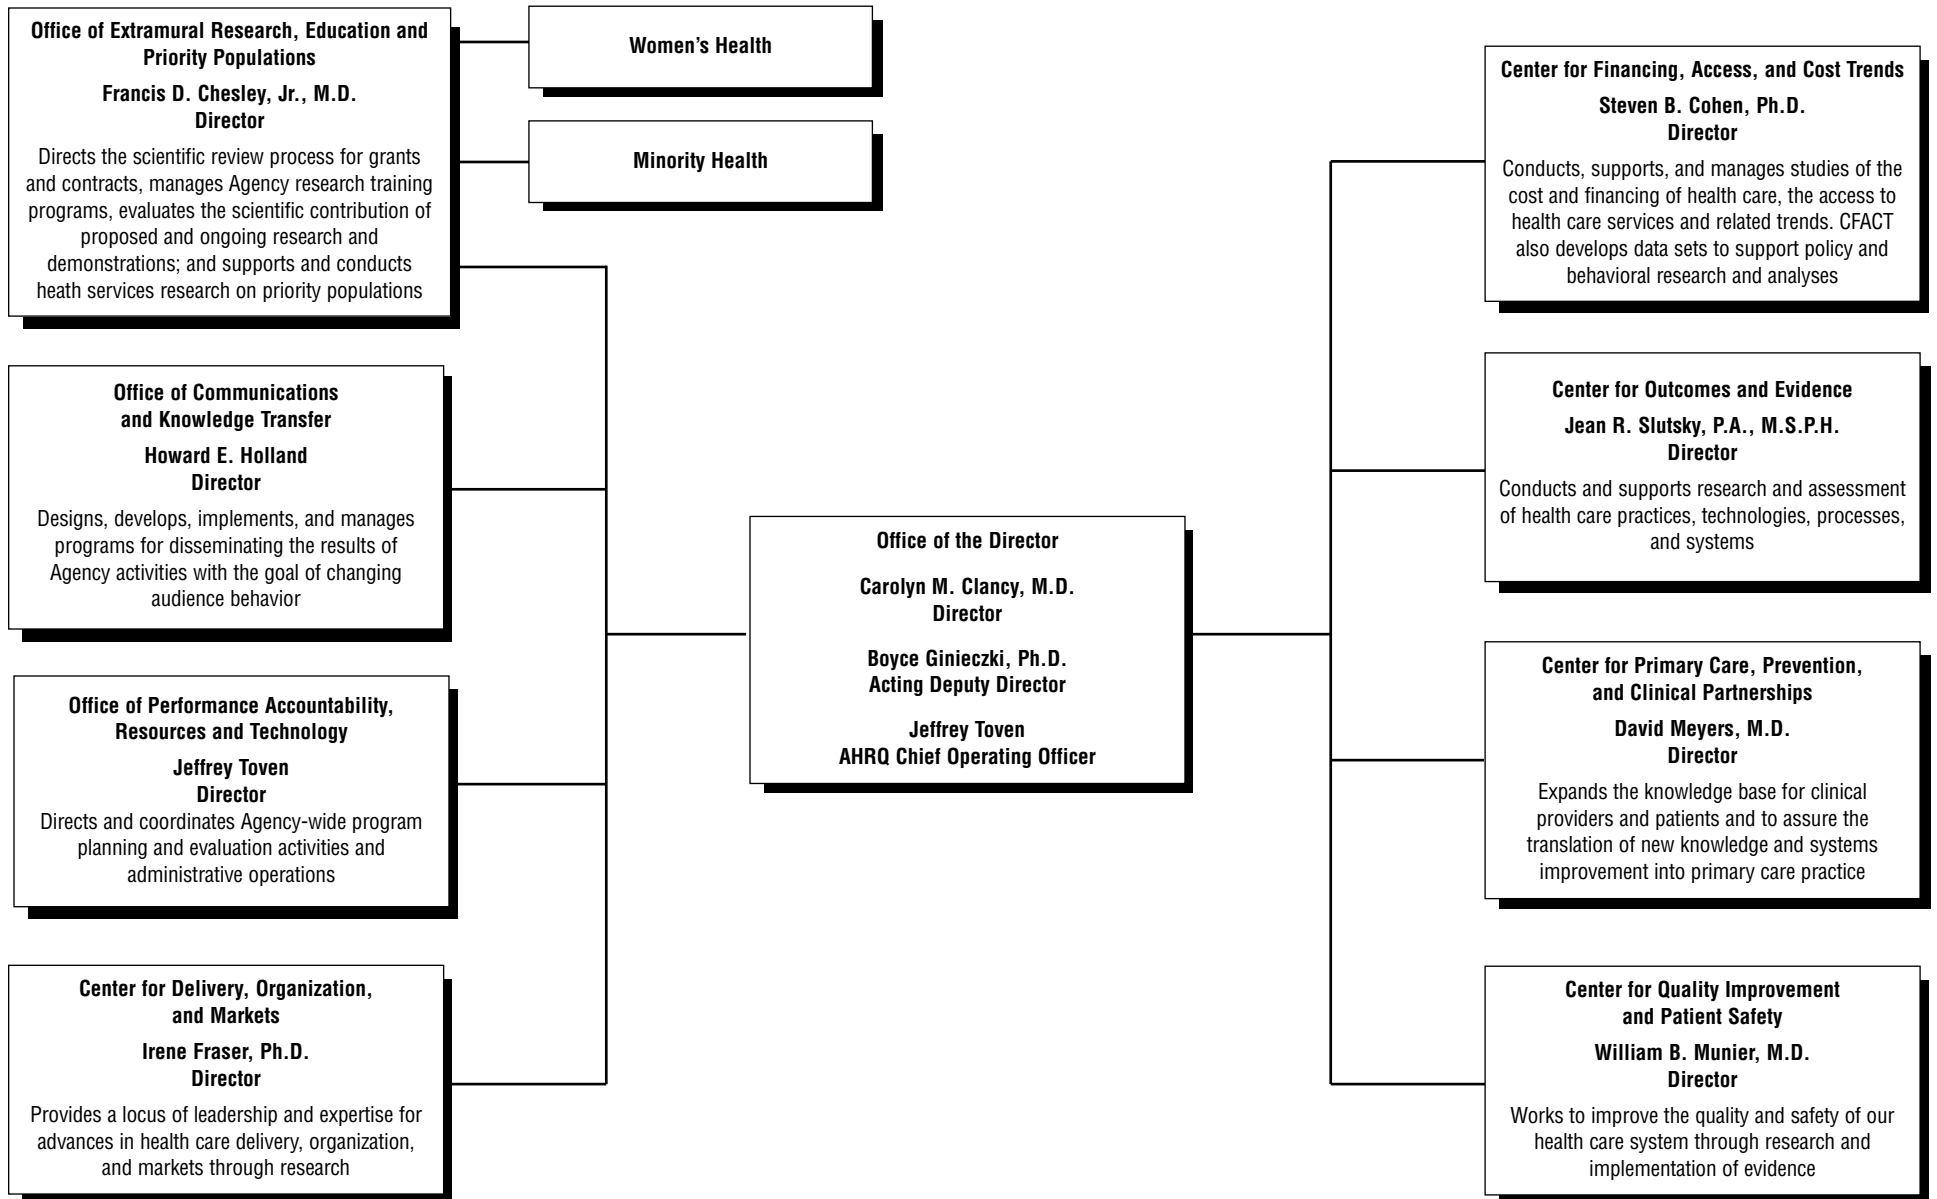 Office of Extramural Research, Education and
Priority Populations
Francis D. Chesley, Jr., M.D.
Director
Directs the scientific review process for grants
and contracts, manages Agency research training
programs, evaluates the scientific contribution of
proposed and ongoing research and
demonstrations; and supports and conducts
heath services research on priority populations
Women’s Health
Minority Health
Office of Communications
and Knowledge Transfer
Howard E. Holland
Director
Designs, develops, implements, and manages
programs for disseminating the results of
Agency activities with the goal of changing
audience behavior
Office of Performance Accountability,
Resources and Technology
Jeffrey Toven
Director
Directs and coordinates Agency-wide program
planning and evaluation activities and
administrative operations
Center for Delivery, Organization,
and Markets
Irene Fraser, Ph.D.
Director
Provides a locus of leadership and expertise for
advances in health care delivery, organization,
and markets through research
Office of the Director
Carolyn M. Clancy, M.D.
Director
Boyce Ginieczki, Ph.D.
Acting Deputy Director
Jeffrey Toven
AHRQ Chief Operating Officer
Center for Financing, Access, and Cost Trends
Steven B. Cohen, Ph.D.
Director
Conducts, supports, and manages studies of the
cost and financing of health care, the access to
health care services and related trends. CFACT
also develops data sets to support policy and
behavioral research and analyses
Center for Outcomes and Evidence
Jean R. Slutsky, P.A., M.S.P.H.
Director
Conducts and supports research and assessment
of health care practices, technologies, processes,
and systems
Center for Primary Care, Prevention,
and Clinical Partnerships
David Meyers, M.D.
Director
Expands the knowledge base for clinical
providers and patients and to assure the
translation of new knowledge and systems
improvement into primary care practice
Center for Quality Improvement
and Patient Safety
William B. Munier, M.D.
Director
Works to improve the quality and safety of our
health care system through research and
implementation of evidence